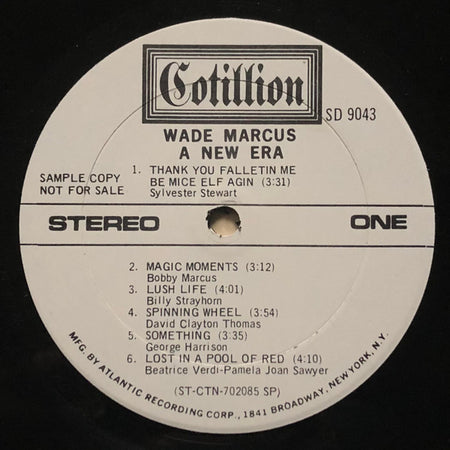 Cotillion
SD 9043
WADE MARCUS
A NEW ERA
1. THANK YOU FALLETIN ME
BE MICE ELF AGIN (3:31)
Sylvester Stewart
SAMPLE COPY
NOT FOR SALE
STEREO ONE
2. MAGIC MOMENTS (3:12)
Bobby Marcus
3. LUSH LIFE (4:01)
Billy Strayhorn
4. SPINNING WHEEL (3:54)
David Clayton Thomas
5. SOMETHING (3:35)
George Harrison
6. LOST IN A POOL OF RED (4:10)
Beatrice Verdi-Pamela Joan Sawyer
(ST-CTN-702085 SP)
MFG. BY ATLANTIC RECORDING CORP., 1841 BROADWAY, NEW YORK, N.Y.